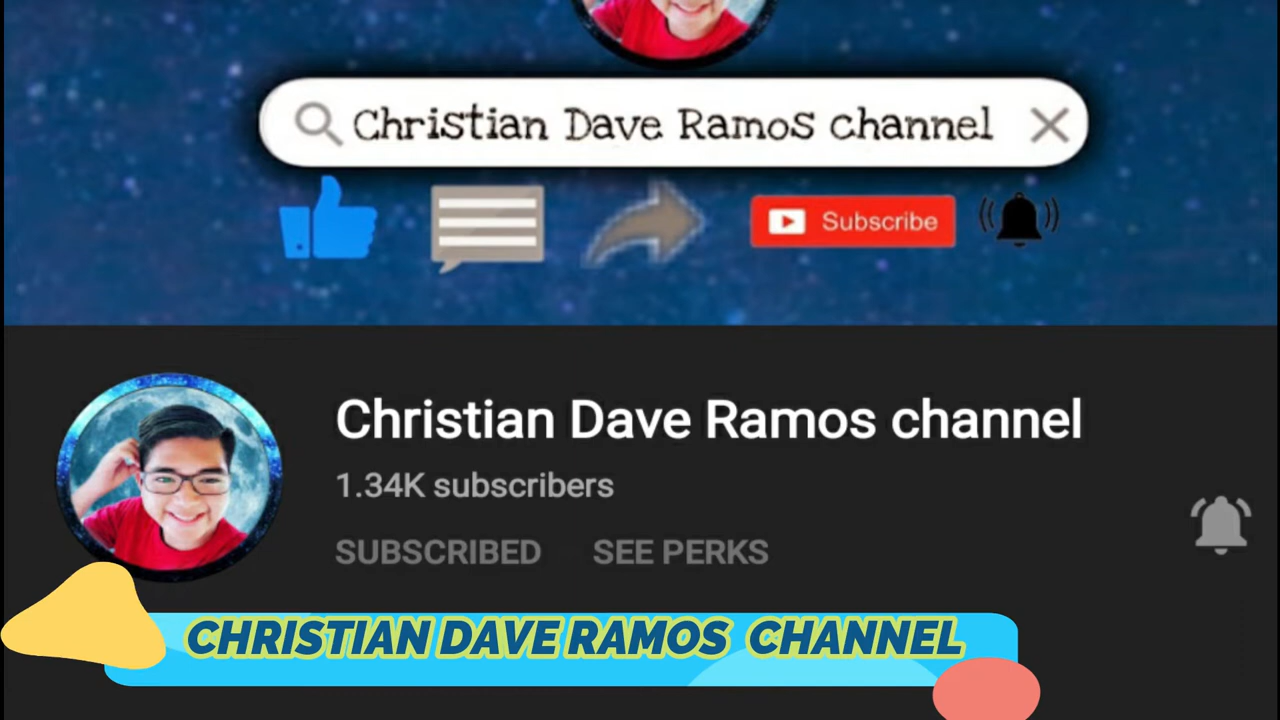 Christian Dave Ramos channel
Subscribe
Christian Dave Ramos channel
1.34K subscribers
SUBSCRIBED SEE PERKS
CHRISTIAN DAVE RAMOS CHANNEL